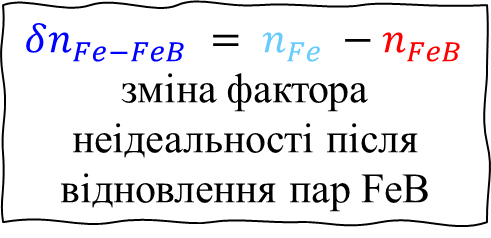 δn_{Fe−FeB} = n_{Fe} − n_{FeB}
зміна фактора
неідеальності після
відновлення пар FeB